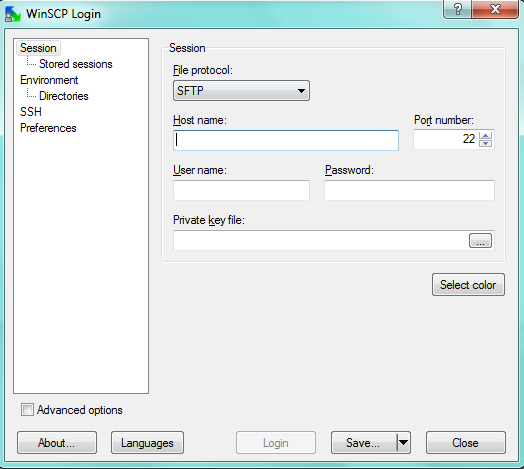 WinSCP Login
?
Session
Stored sessions
Environment
Directories
SSH
Preferences
Session
File protocol:
SFTP
Host name:
Port number:
22
User name:
Password:
Private key file:
...
Select color
Advanced options
About...
Languages
Login
Save...
Close